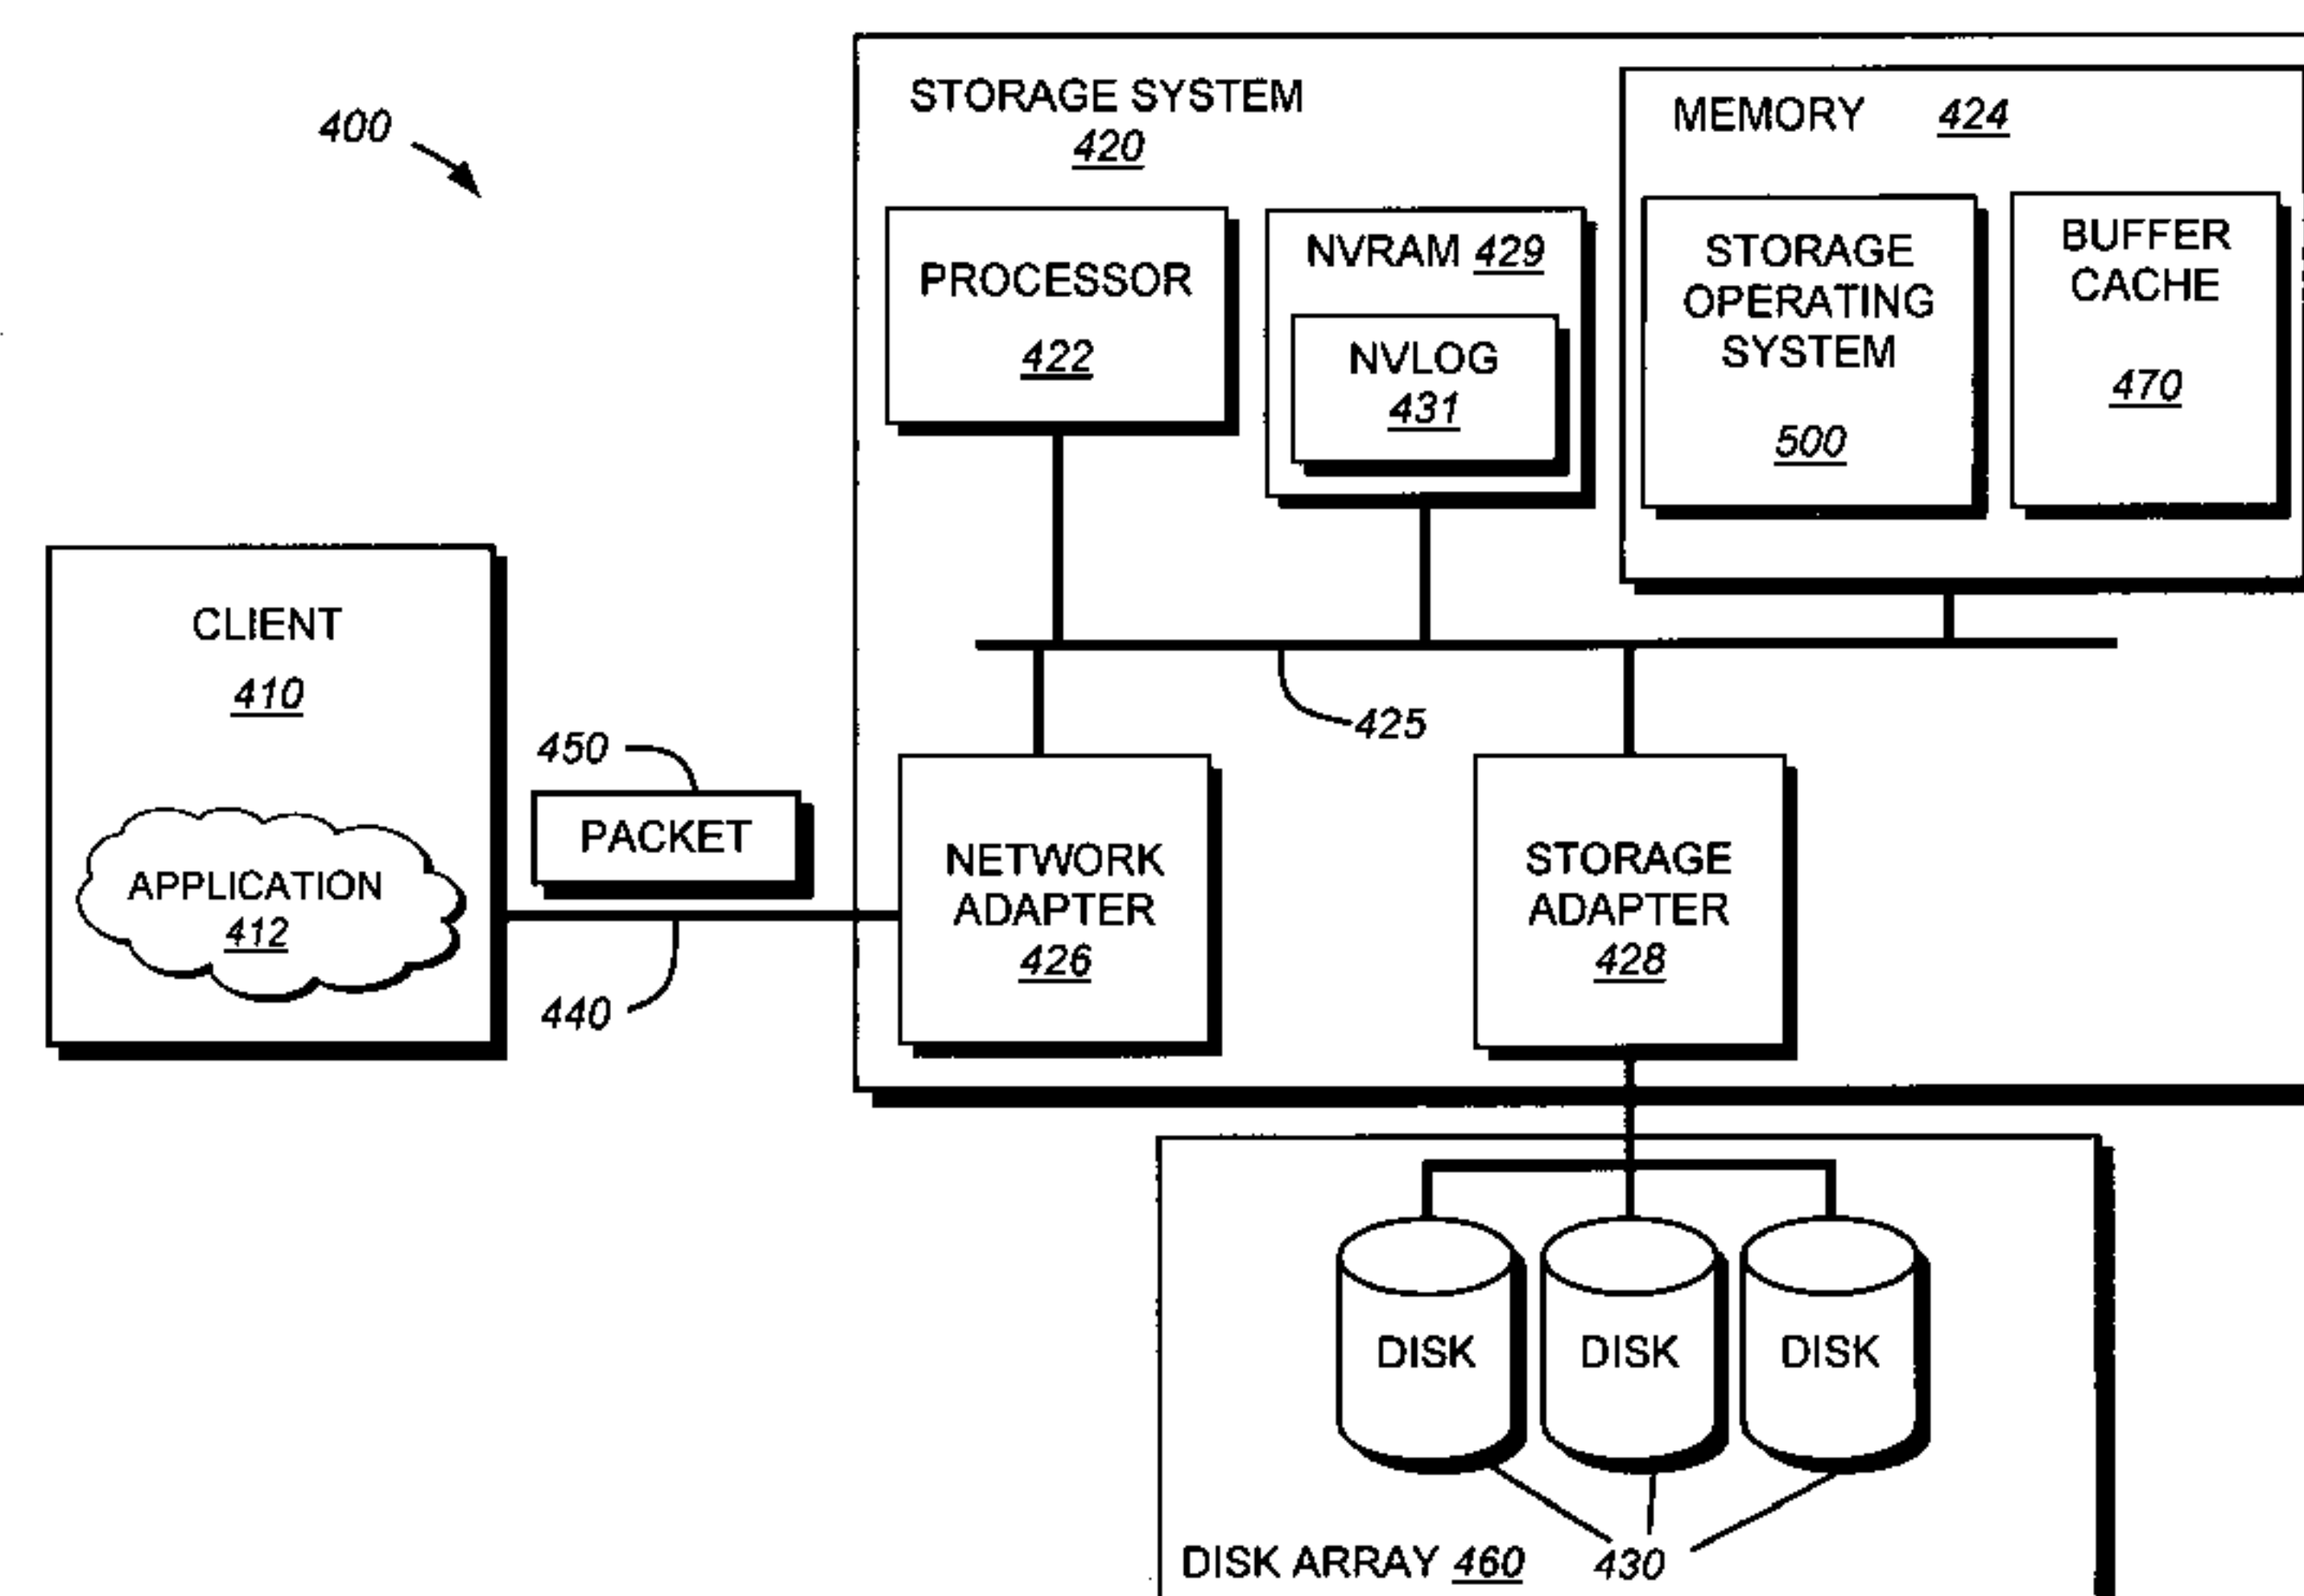 400
STORAGE SYSTEM
420
MEMORY 424
PROCESSOR
422
NVRAM 429
NVLOG
431
STORAGE
OPERATING
SYSTEM
500
BUFFER
CACHE
470
CLIENT
410
APPLICATION
412
450
PACKET
440
425
NETWORK
ADAPTER
426
STORAGE
ADAPTER
428
DISK
DISK
DISK
DISK ARRAY 460
430